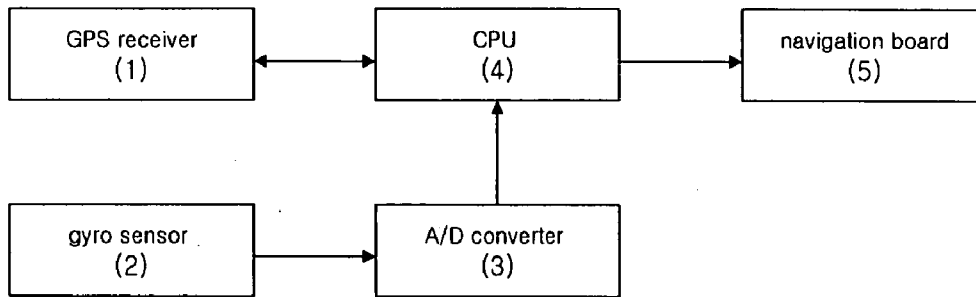 GPS receiver
(1)
CPU
(4)
navigation board
(5)
gyro sensor
(2)
A/D converter
(3)